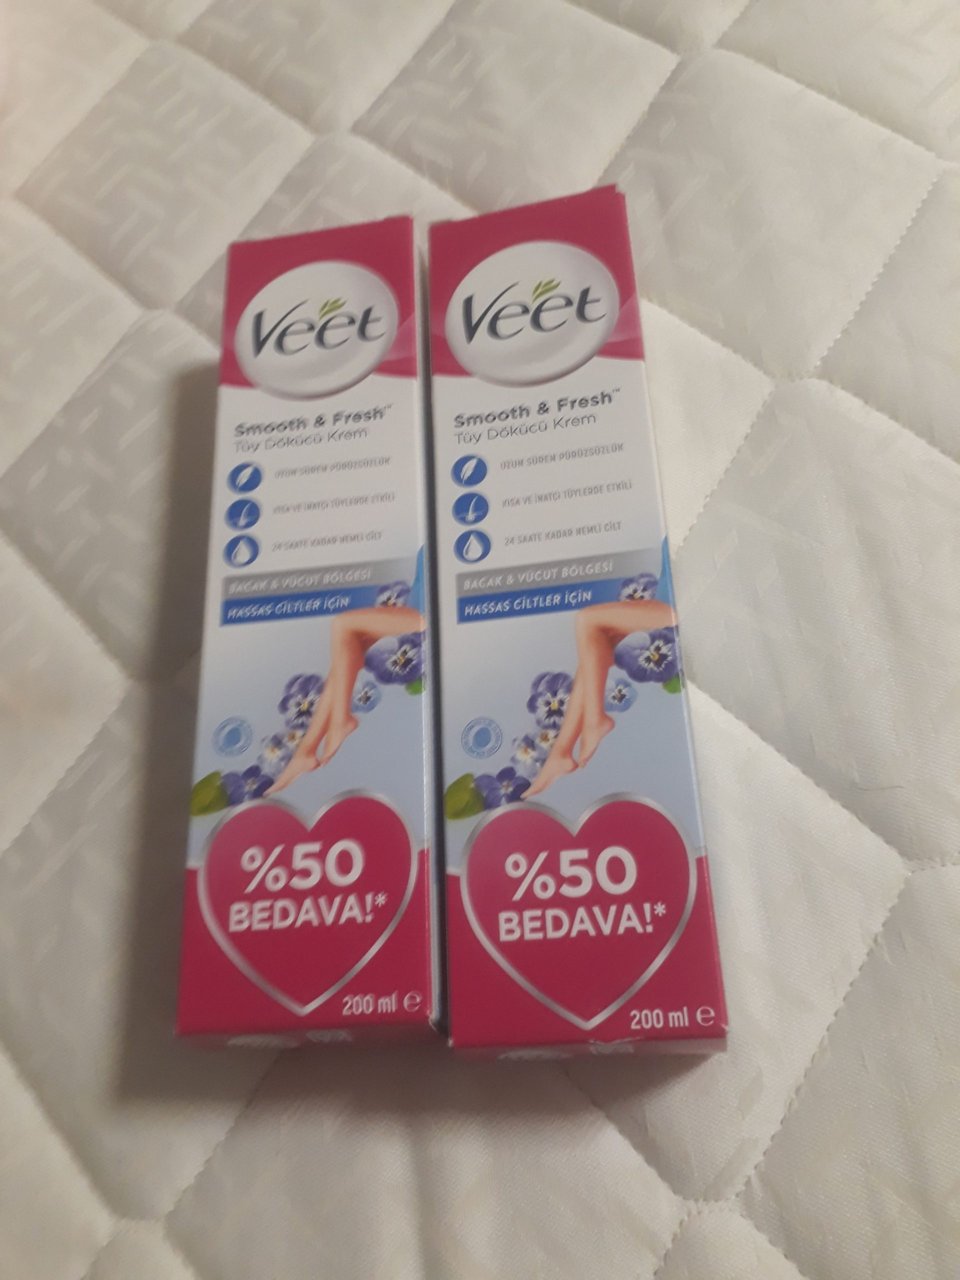 Veet
Smooth & Fresh™
Tüy Dökücü Krem
UZUN SÜREN PÜRÜZSÜZLÜK
KISA VE İNATÇI TÜYLERDE ETKİLİ
24 SAATE KADAR NEMLİ CİLT
BACAK & VÜCUT BÖLGESİ
HASSAS CİLTLER İÇİN
%50
BEDAVA!*
200 ml e
Veet
Smooth & Fresh™
Tüy Dökücü Krem
UZUN SÜREN PÜRÜZSÜZLÜK
KISA VE İNATÇI TÜYLERDE ETKİLİ
24 SAATE KADAR NEMLİ CİLT
BACAK & VÜCUT BÖLGESİ
HASSAS CİLTLER İÇİN
%50
BEDAVA!*
200 ml e